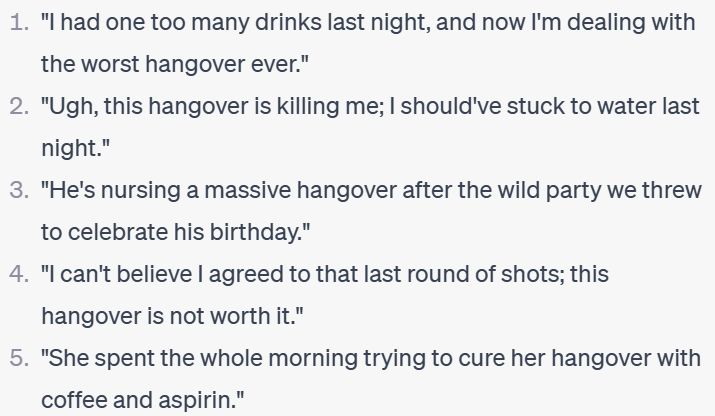 1. "I had one too many drinks last night, and now I'm dealing with
the worst hangover ever."
2. "Ugh, this hangover is killing me; I should've stuck to water last
night."
3. "He's nursing a massive hangover after the wild party we threw
to celebrate his birthday."
4. "I can't believe I agreed to that last round of shots; this
hangover is not worth it."
5. "She spent the whole morning trying to cure her hangover with
coffee and aspirin."